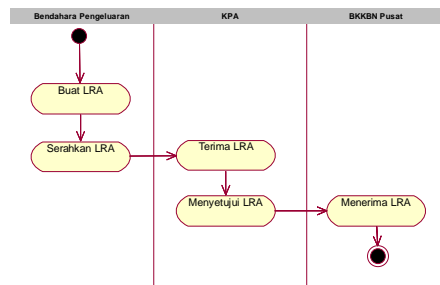 Bendahara Pengeluaran
KPA
BKKBN Pusat
Buat LRA
Serahkan LRA
Terima LRA
Menyetujui LRA
Menerima LRA